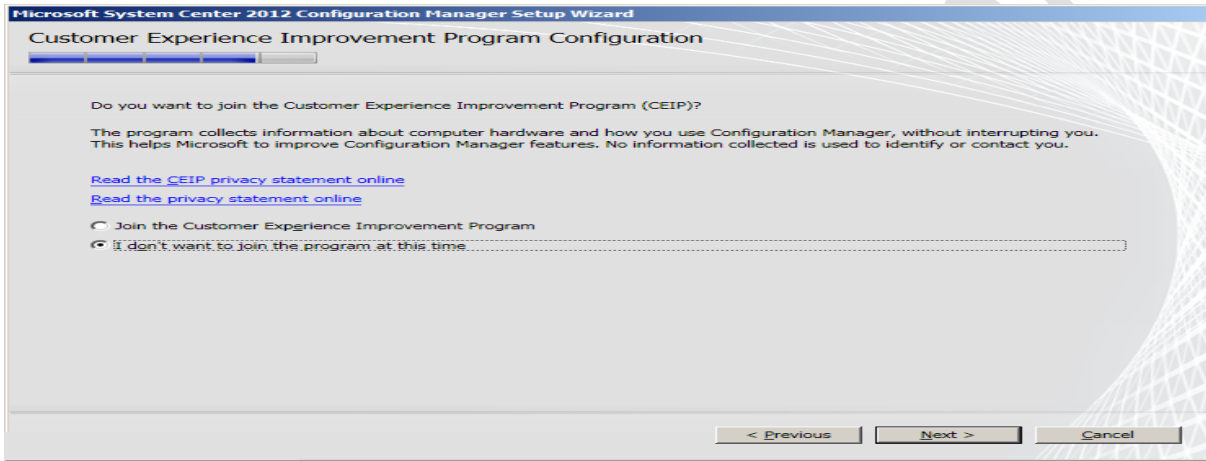 Microsoft System Center 2012 Configuration Manager Setup Wizard
Customer Experience Improvement Program Configuration
Do you want to join the Customer Experience Improvement Program (CEIP)?
The program collects information about computer hardware and how you use Configuration Manager, without interrupting you.
This helps Microsoft to improve Configuration Manager features. No information collected is used to identify or contact you.
Read the CEIP privacy statement online
Read the privacy statement online
Join the Customer Experience Improvement Program
I don't want to join the program at this time
< Previous Next > Cancel